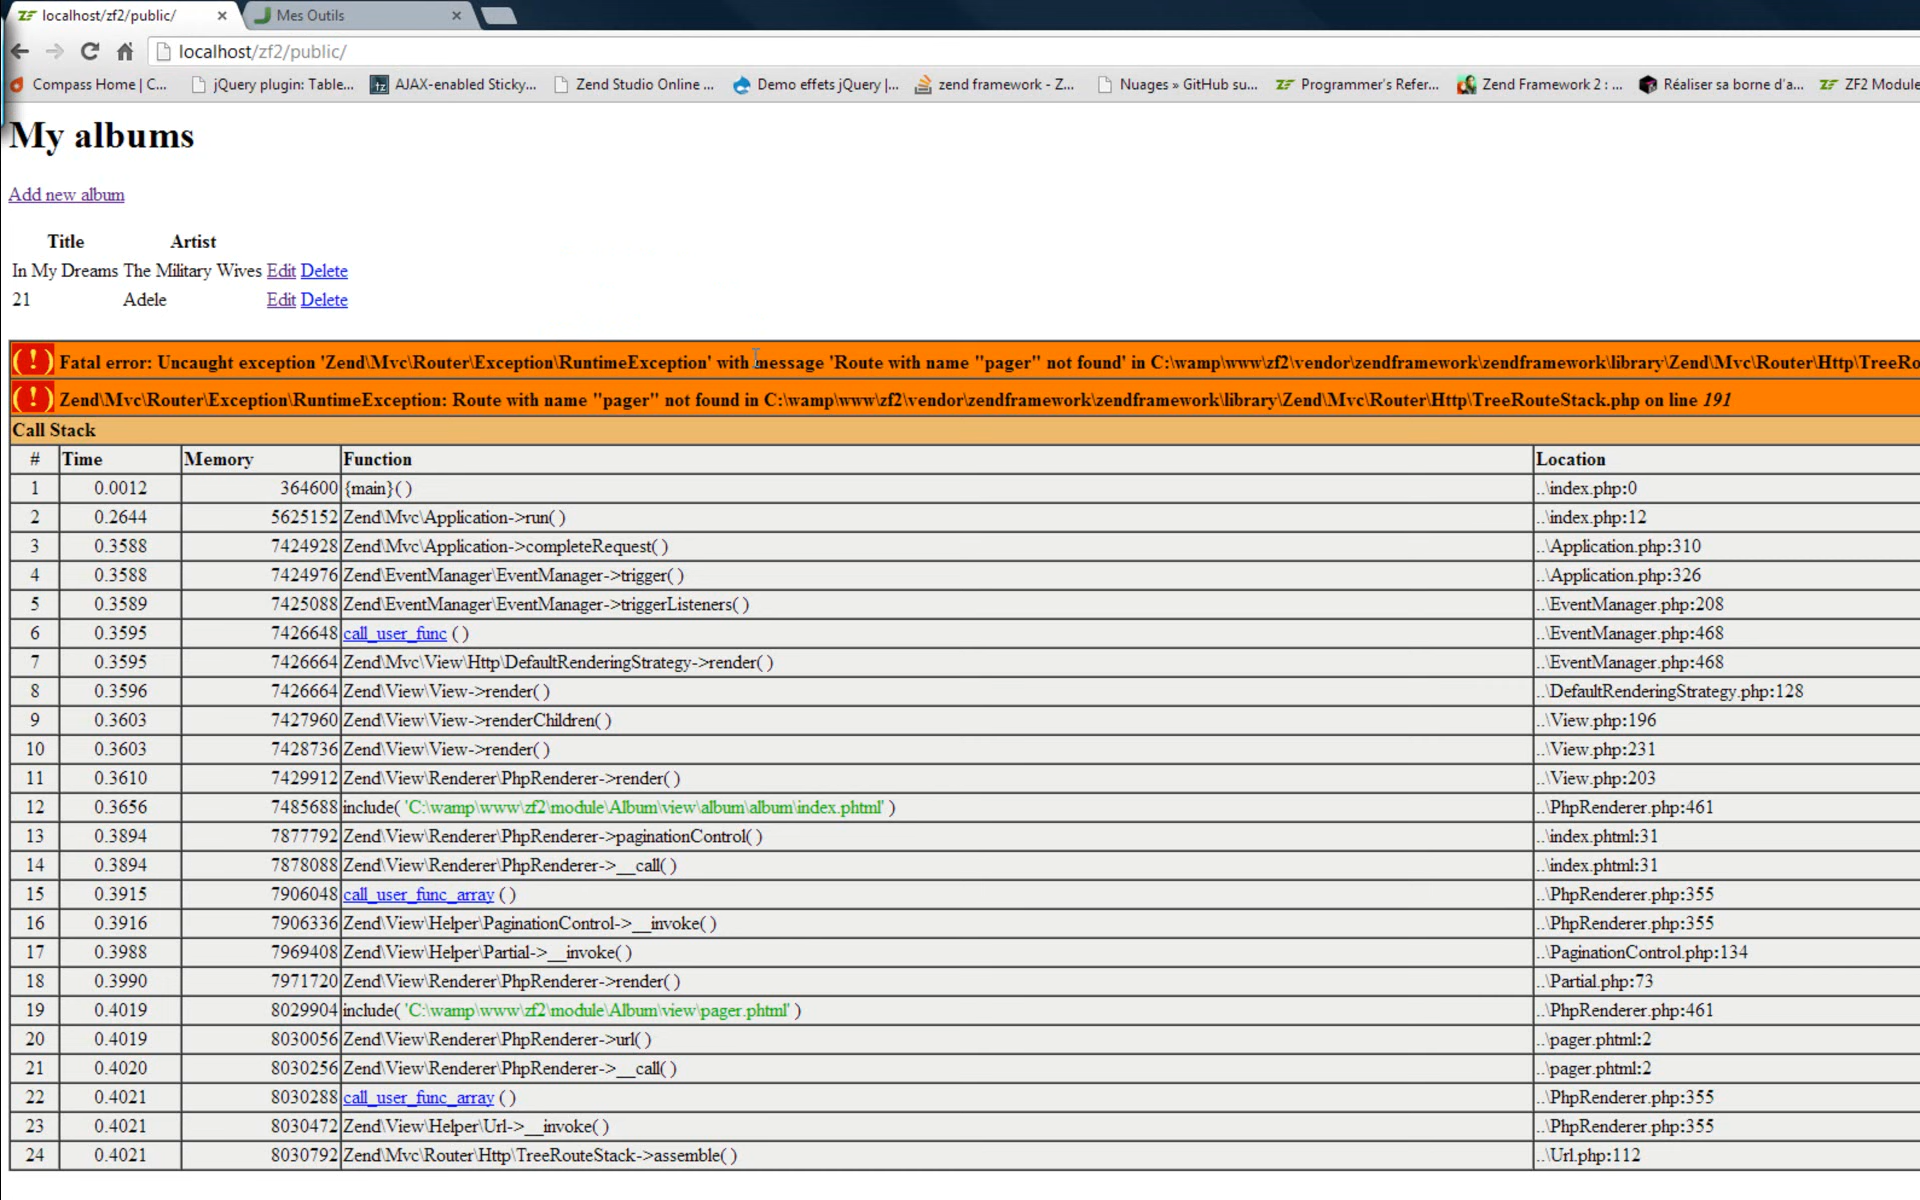 localhost/zf2/public/
Mes Outils
localhost/zf2/public/
Compass Home | C... jQuery plugin: Table... AJAX-enabled Sticky... Zend Studio Online ... Demo effets jQuery |... zend framework - Z... Nuages » GitHub su... Programmer's Refer... Zend Framework 2 : ... Réaliser sa borne d'a... ZF2 Module
My albums
Add new album
Title Artist
In My Dreams The Military Wives Edit Delete
21 Adele Edit Delete
( ! ) Fatal error: Uncaught exception 'Zend\Mvc\Router\Exception\RuntimeException' with message 'Route with name "pager" not found' in C:\wamp\www\zf2\vendor\zendframework\zendframework\library\Zend\Mvc\Router\Http\TreeRo
( ! ) Zend\Mvc\Router\Exception\RuntimeException: Route with name "pager" not found in C:\wamp\www\zf2\vendor\zendframework\zendframework\library\Zend\Mvc\Router\Http\TreeRouteStack.php on line 191
Call Stack
# Time Memory Function Location
1 0.0012 364600 {main}( ) ..\index.php:0
2 0.2644 5625152 Zend\Mvc\Application->run( ) ..\index.php:12
3 0.3588 7424928 Zend\Mvc\Application->completeRequest( ) ..\Application.php:310
4 0.3588 7424976 Zend\EventManager\EventManager->trigger( ) ..\Application.php:326
5 0.3589 7425088 Zend\EventManager\EventManager->triggerListeners( ) ..\EventManager.php:208
6 0.3595 7426648 call_user_func ( ) ..\EventManager.php:468
7 0.3595 7426664 Zend\Mvc\View\Http\DefaultRenderingStrategy->render( ) ..\EventManager.php:468
8 0.3596 7426664 Zend\View\View->render( ) ..\DefaultRenderingStrategy.php:128
9 0.3603 7427960 Zend\View\View->renderChildren( ) ..\View.php:196
10 0.3603 7428736 Zend\View\View->render( ) ..\View.php:231
11 0.3610 7429912 Zend\View\Renderer\PhpRenderer->render( ) ..\View.php:203
12 0.3656 7485688 include( 'C:\wamp\www\zf2\module\Album\view\album\album\index.phtml' ) ..\PhpRenderer.php:461
13 0.3894 7877792 Zend\View\Renderer\PhpRenderer->paginationControl( ) ..\index.phtml:31
14 0.3894 7878088 Zend\View\Renderer\PhpRenderer->__call( ) ..\index.phtml:31
15 0.3915 7906048 call_user_func_array ( ) ..\PhpRenderer.php:355
16 0.3916 7906336 Zend\View\Helper\PaginationControl->__invoke( ) ..\PhpRenderer.php:355
17 0.3988 7969408 Zend\View\Helper\Partial->__invoke( ) ..\PaginationControl.php:134
18 0.3990 7971720 Zend\View\Renderer\PhpRenderer->render( ) ..\Partial.php:73
19 0.4019 8029904 include( 'C:\wamp\www\zf2\module\Album\view\pager.phtml' ) ..\PhpRenderer.php:461
20 0.4019 8030056 Zend\View\Renderer\PhpRenderer->url( ) ..\pager.phtml:2
21 0.4020 8030256 Zend\View\Renderer\PhpRenderer->__call( ) ..\pager.phtml:2
22 0.4021 8030288 call_user_func_array ( ) ..\PhpRenderer.php:355
23 0.4021 8030472 Zend\View\Helper\Url->__invoke( ) ..\PhpRenderer.php:355
24 0.4021 8030792 Zend\Mvc\Router\Http\TreeRouteStack->assemble( ) ..\Url.php:112